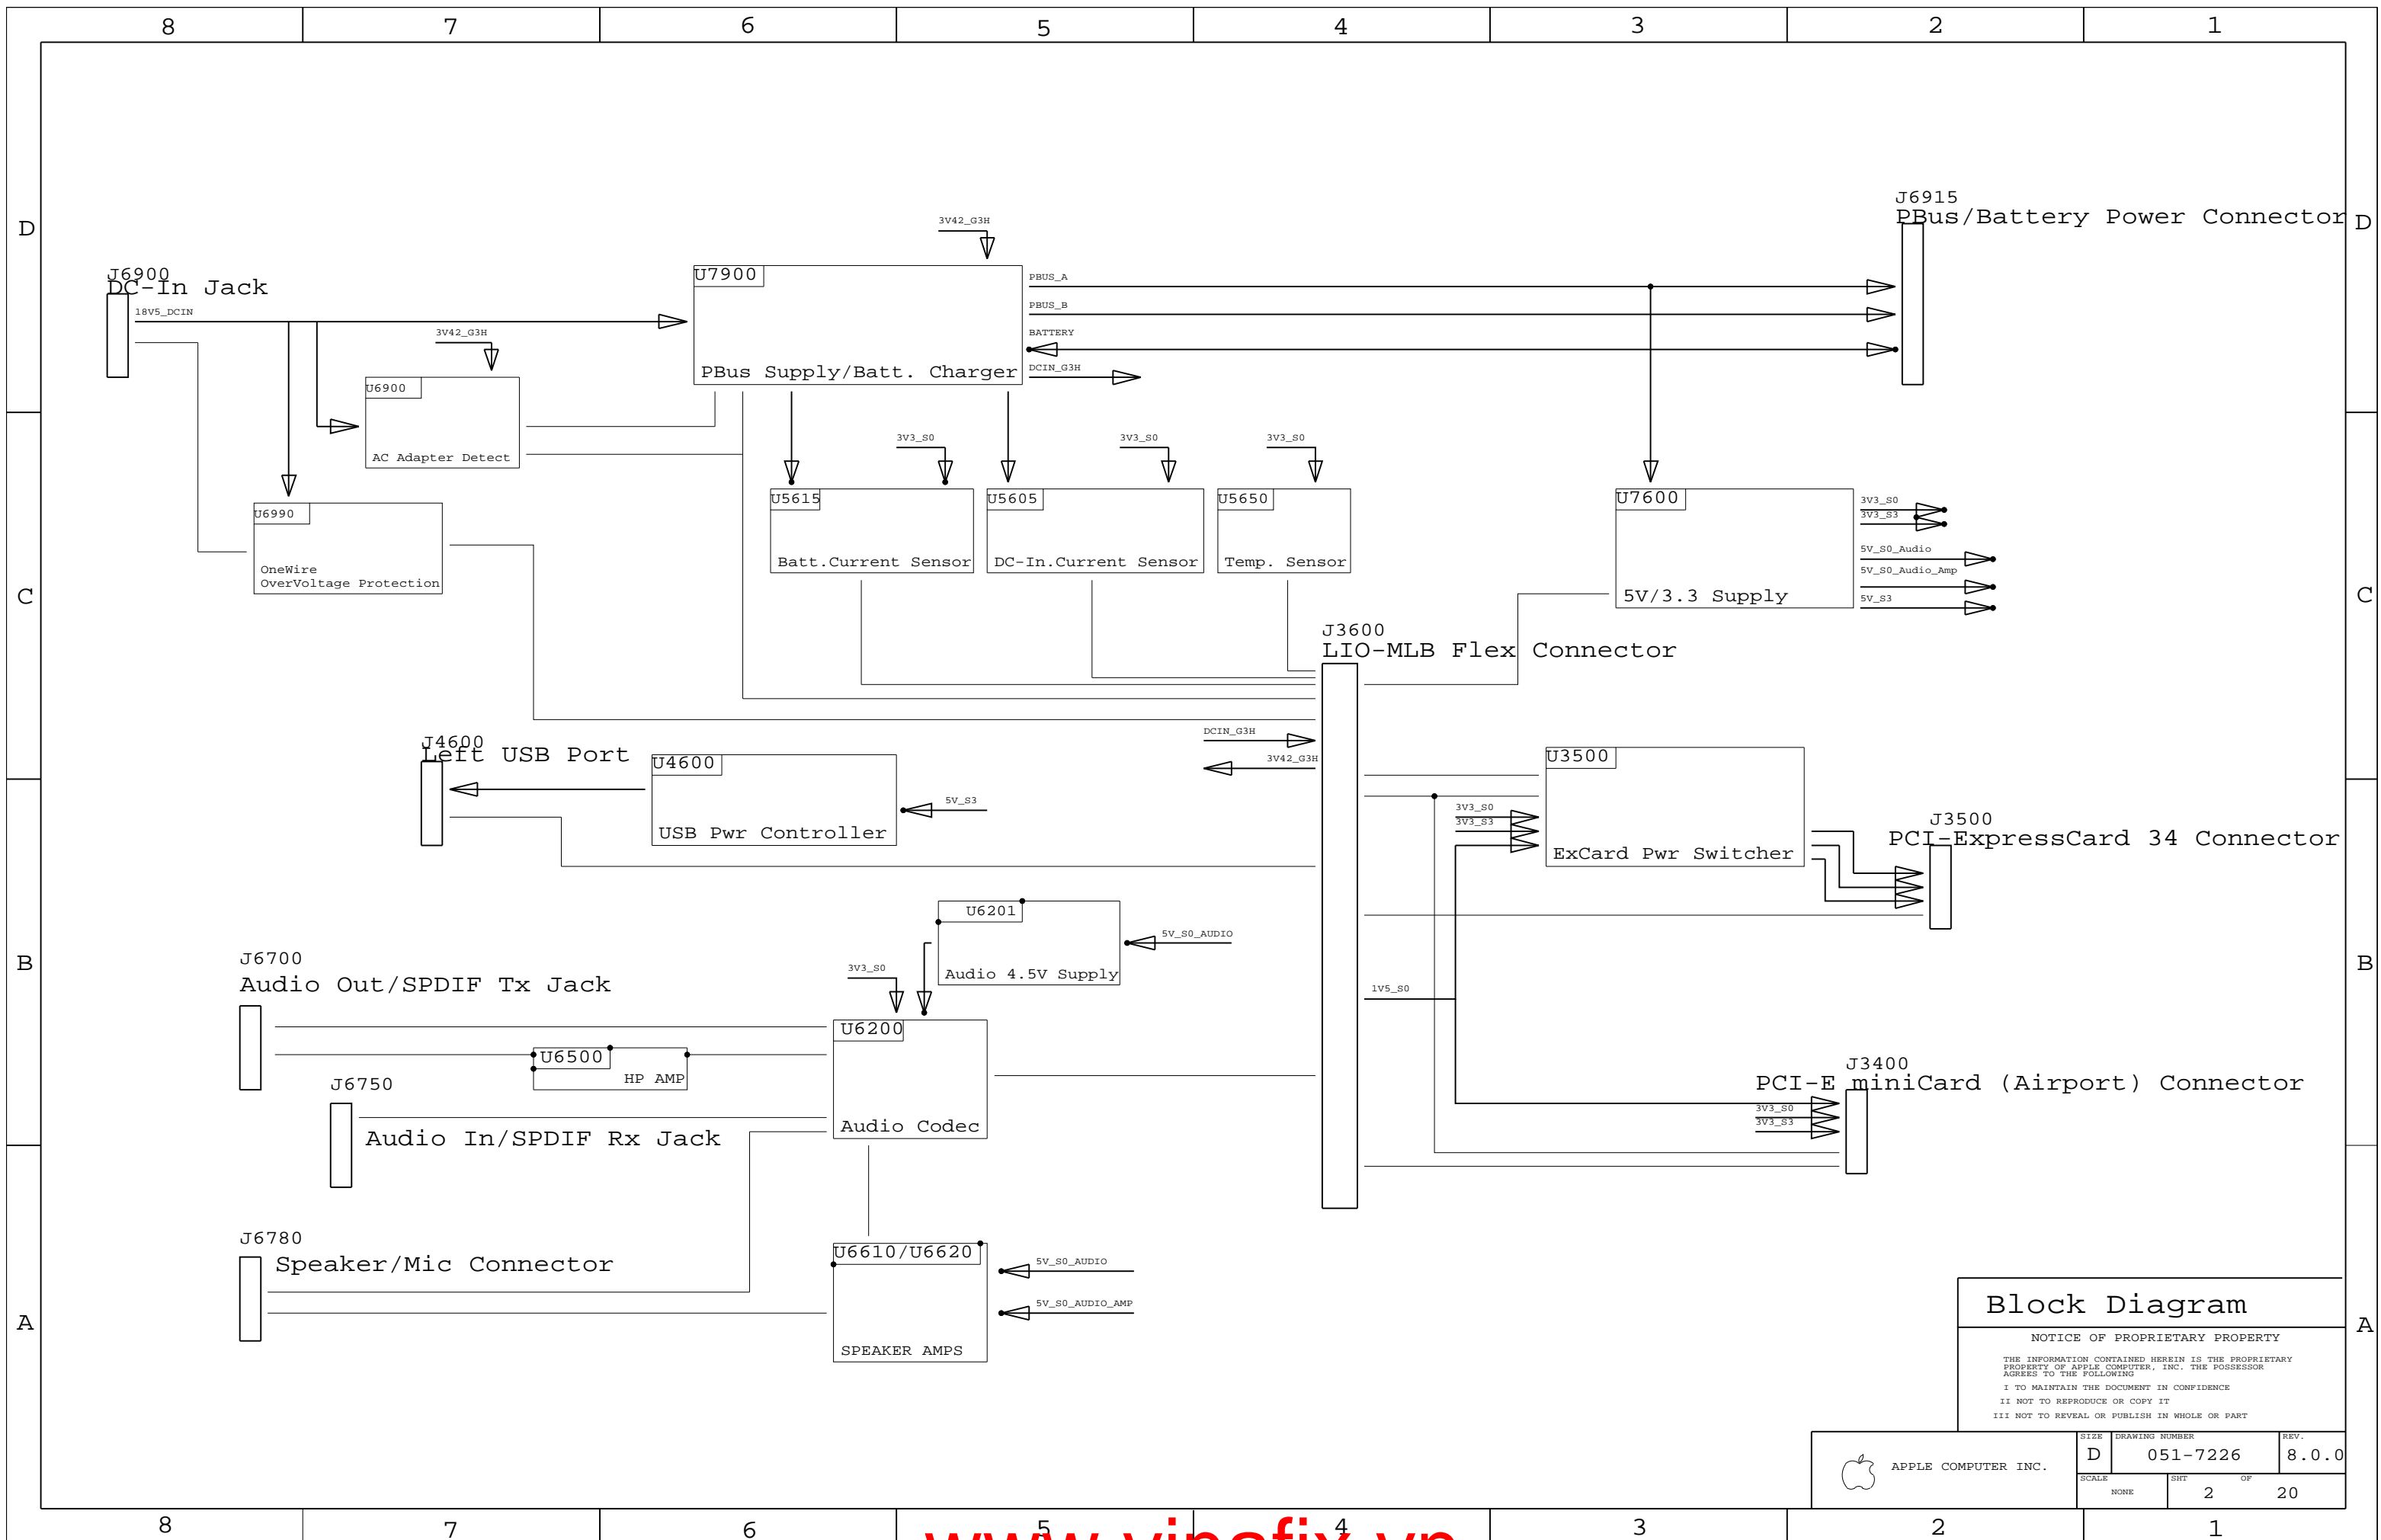 8 7 6 5 4 3 2 1
D
D
J6915
PBus/Battery Power Connector
3V42_G3H
J6900
DC-In Jack
18V5_DCIN
U7900
PBus Supply/Batt. Charger
PBUS_A
PBUS_B
BATTERY
DCIN_G3H
3V42_G3H
U6900
AC Adapter Detect
3V3_S0
3V3_S0
3V3_S0
U6990
OneWire
OverVoltage Protection
U5615
Batt.Current Sensor
U5605
DC-In.Current Sensor
U5650
Temp. Sensor
U7600
5V/3.3 Supply
3V3_S0
3V3_S3
5V_S0_Audio
5V_S0_Audio_Amp
5V_S3
C
C
J3600
LIO-MLB Flex Connector
DCIN_G3H
3V42_G3H
J4600
Left USB Port
U4600
USB Pwr Controller
5V_S3
U3500
ExCard Pwr Switcher
3V3_S0
3V3_S3
J3500
PCI-ExpressCard 34 Connector
U6201
Audio 4.5V Supply
5V_S0_AUDIO
B
B
J6700
Audio Out/SPDIF Tx Jack
3V3_S0
1V5_S0
U6200
Audio Codec
U6500
HP AMP
J6750
Audio In/SPDIF Rx Jack
J3400
PCI-E miniCard (Airport) Connector
3V3_S0
3V3_S3
J6780
Speaker/Mic Connector
U6610/U6620
SPEAKER AMPS
5V_S0_AUDIO
5V_S0_AUDIO_AMP
A
A
Block Diagram
NOTICE OF PROPRIETARY PROPERTY
THE INFORMATION CONTAINED HEREIN IS THE PROPRIETARY
PROPERTY OF APPLE COMPUTER, INC. THE POSSESSOR
AGREES TO THE FOLLOWING
I TO MAINTAIN THE DOCUMENT IN CONFIDENCE
II NOT TO REPRODUCE OR COPY IT
III NOT TO REVEAL OR PUBLISH IN WHOLE OR PART
APPLE COMPUTER INC.
SIZE DRAWING NUMBER REV.
D 051-7226 8.0.0
SCALE SHT OF
NONE 2 20
8 7 6 5 4 3 2 1
www.vinafix.vn